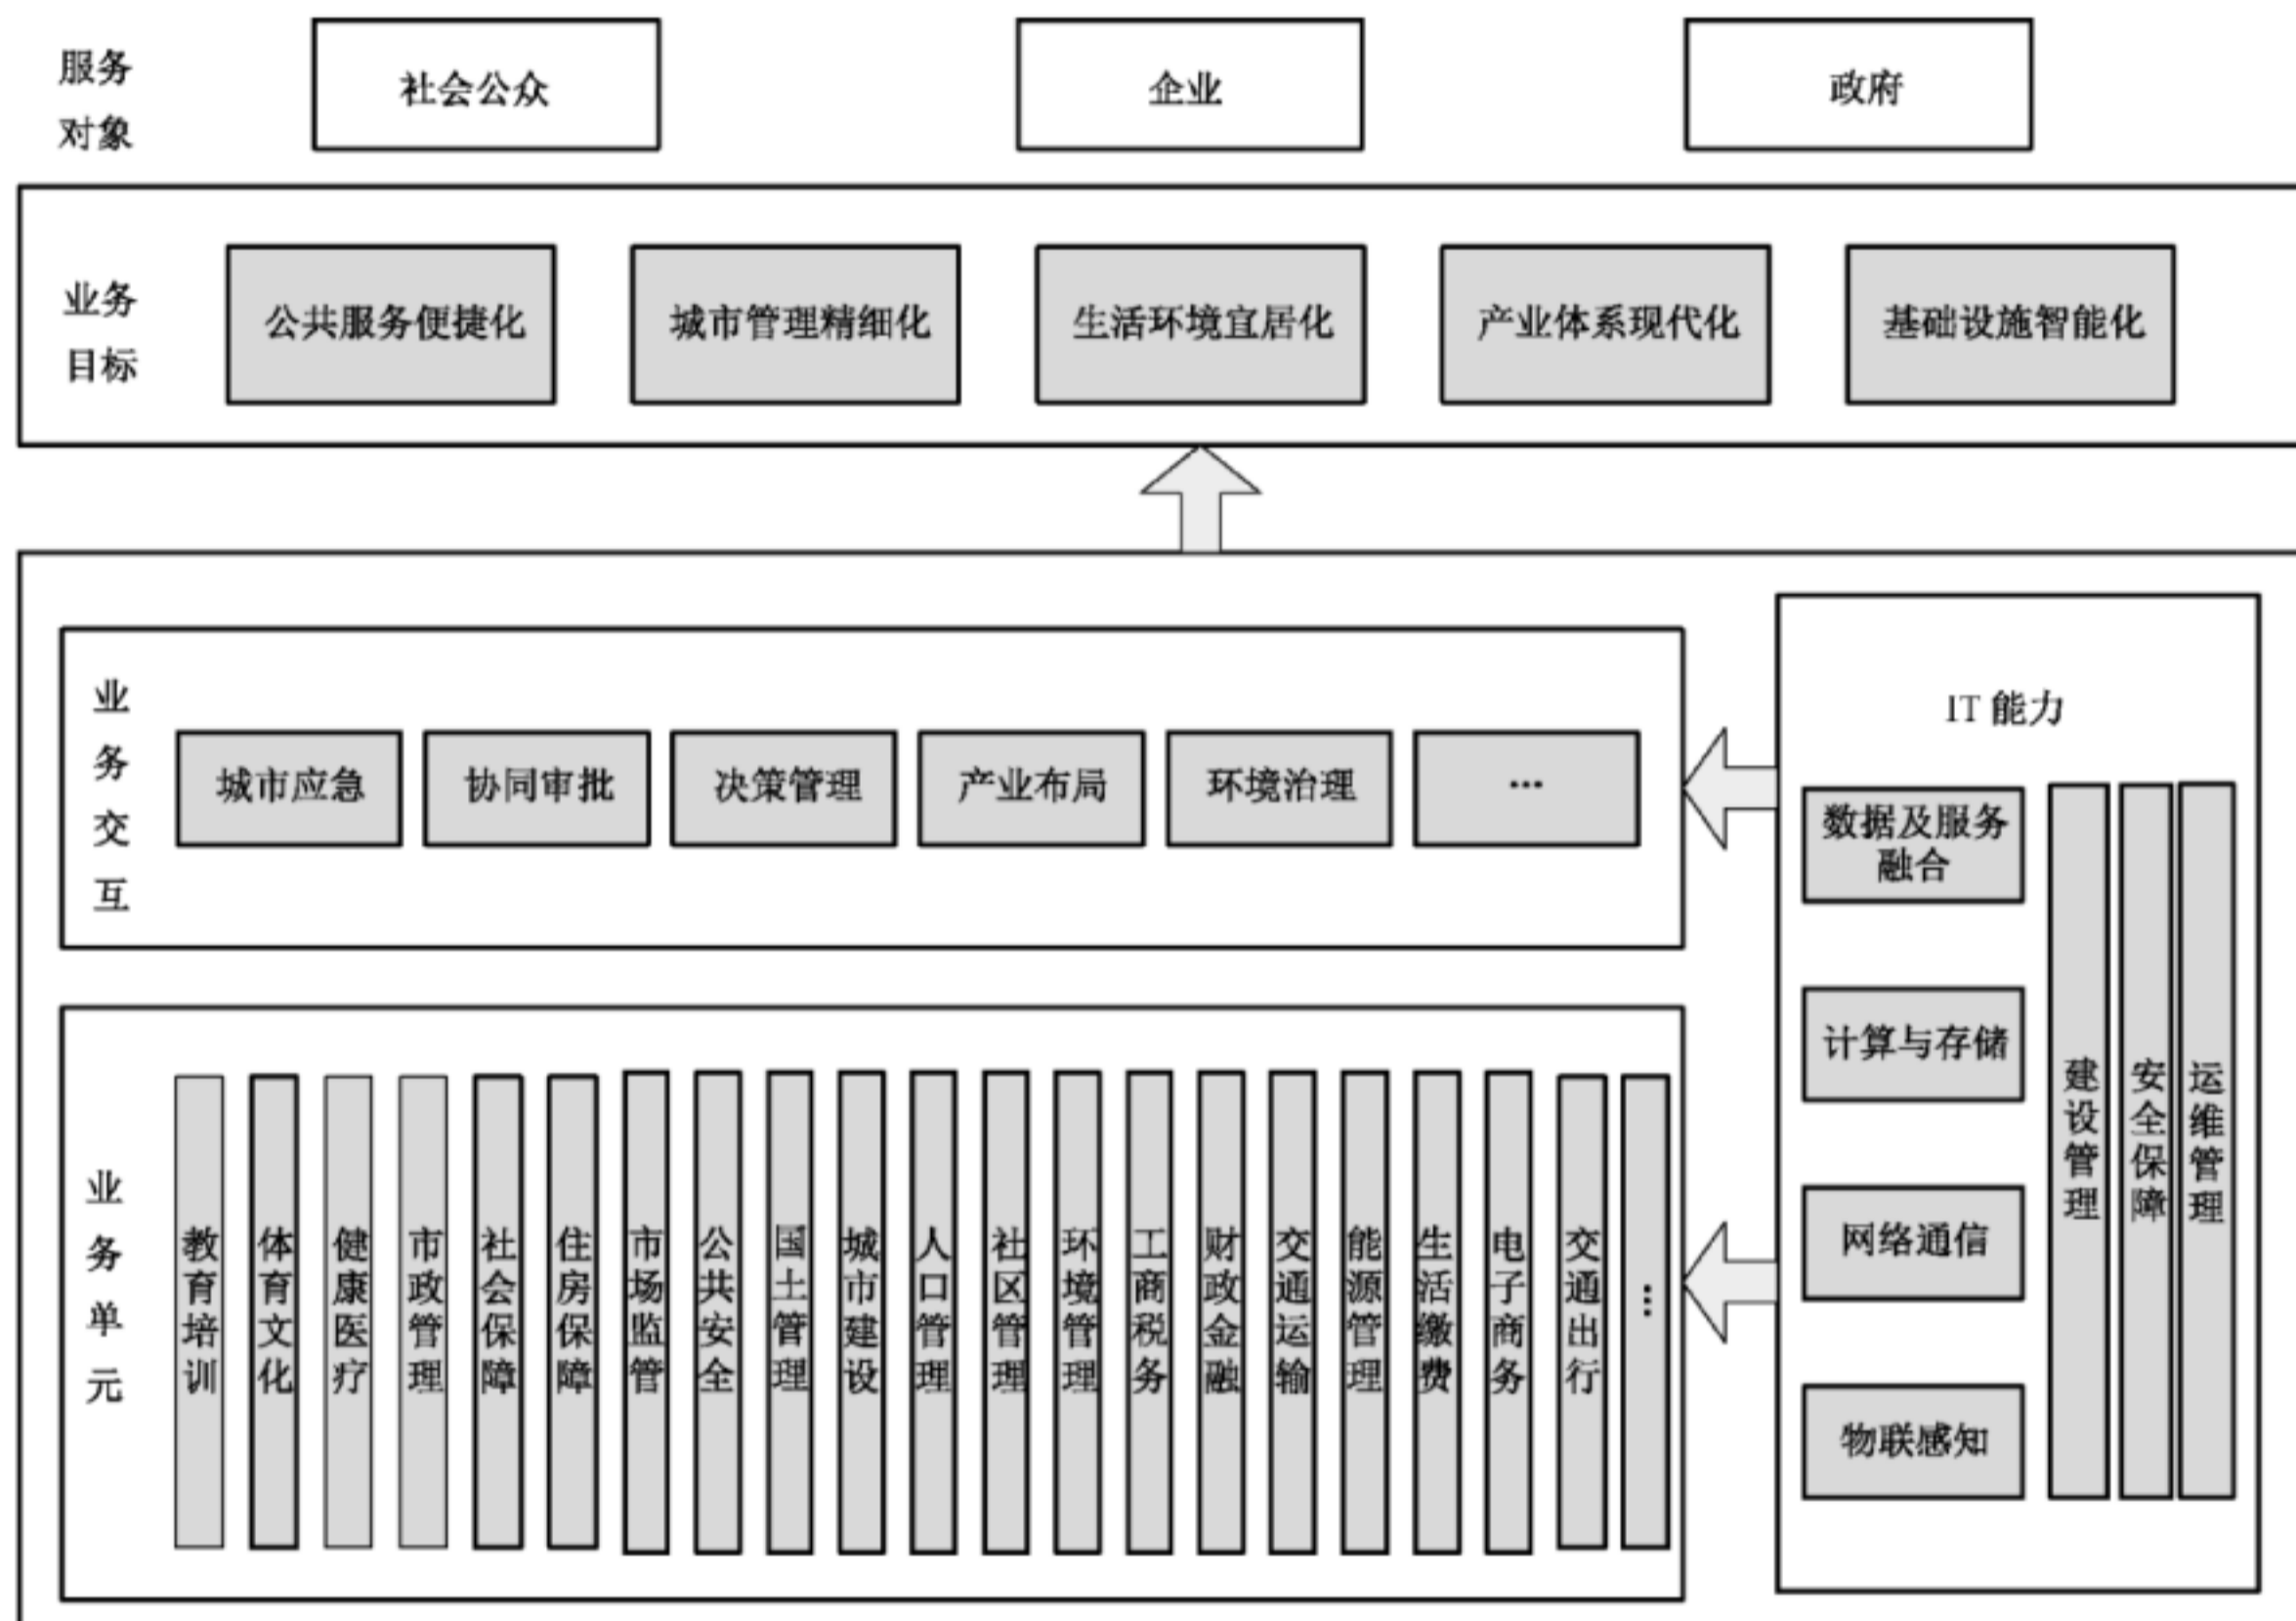 服务
对象
社会公众
企业
政府
业务
目标
公共服务便捷化
城市管理精细化
生活环境宜居化
产业体系现代化
基础设施智能化
业务交互
城市应急
协同审批
决策管理
产业布局
环境治理
…
业务单元
教育培训
体育文化
健康医疗
市政管理
社会保障
住房保障
市场监管
公共安全
国土管理
城市建设
人口管理
社区管理
环境管理
工商税务
财政金融
交通运输
能源管理
生活缴费
电子商务
交通出行
…
IT 能力
数据及服务
融合
计算与存储
网络通信
物联感知
建设管理
安全保障
运维管理